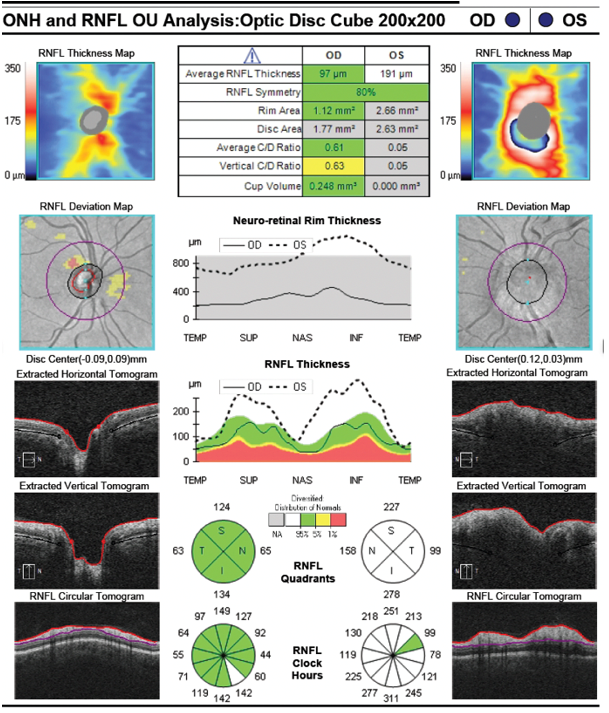 ONH and RNFL OU Analysis:Optic Disc Cube 200x200 OD OS
RNFL Thickness Map
350
175
0 µm
OD OS
Average RNFL Thickness 97 µm 191 µm
RNFL Symmetry 80%
Rim Area 1.12 mm² 2.66 mm²
Disc Area 1.77 mm² 2.63 mm²
Average C/D Ratio 0.61 0.05
Vertical C/D Ratio 0.63 0.05
Cup Volume 0.248 mm³ 0.000 mm³
RNFL Thickness Map
350
175
0 µm
RNFL Deviation Map
Disc Center(-0.09,0.09)mm
Neuro-retinal Rim Thickness
µm OD OS
800
400
0
TEMP SUP NAS INF TEMP
RNFL Deviation Map
Disc Center(0.12,0.03)mm
Extracted Horizontal Tomogram
T N
RNFL Thickness
µm OD OS
200
100
0
TEMP SUP NAS INF TEMP
Extracted Horizontal Tomogram
N T
Extracted Vertical Tomogram
T N
Diversified:
Distribution of Normals
NA 95% 5% 1%
124
S
63 T N 65
I
134
RNFL
Quadrants
227
S
158 N T 99
I
278
Extracted Vertical Tomogram
N T
RNFL Circular Tomogram
149
97 127
64 92
55 44
71 60
119 142
142
RNFL
Clock
Hours
251
218 213
130 99
119 78
225 121
277 245
311
RNFL Circular Tomogram